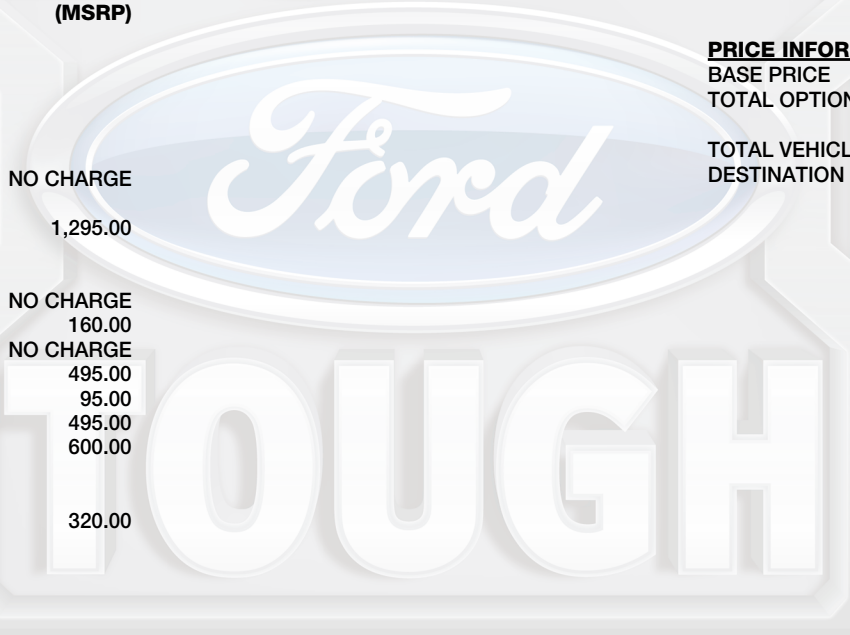 (MSRP)
NO CHARGE
1,295.00
NO CHARGE
160.00
NO CHARGE
495.00
95.00
495.00
600.00
320.00
PRICE INFOR
BASE PRICE
TOTAL OPTION
TOTAL VEHICL
DESTINATION
Ford
TOUGH